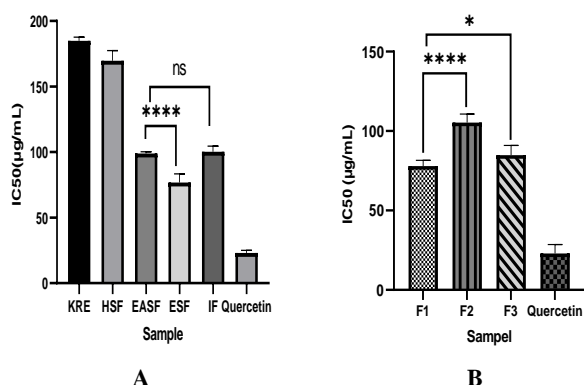 200
150
100
50
0
IC50(µg/mL)
ns
****
KRE HSF EASF ESF IF Quercetin
Sample
A
150
100
50
0
IC50 (µg/mL)
*
****
F1 F2 F3 Quercetin
Sampel
B